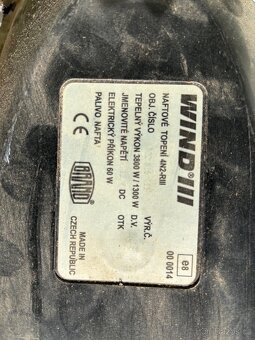 WIND III
NAFTOVÉ TOPENÍ 4N2-RIII
OBJ. ČÍSLO VÝR.Č.
TEPELNÝ VÝKON 3800 W / 1300 W D.V.
JMENOVITÉ NAPĚTÍ DC OTK
ELEKTRICKÝ PŘÍKON 60 W
PALIVO NAFTA
e8
00 0014
CE
BRANO
MADE IN
CZECH REPUBLIC